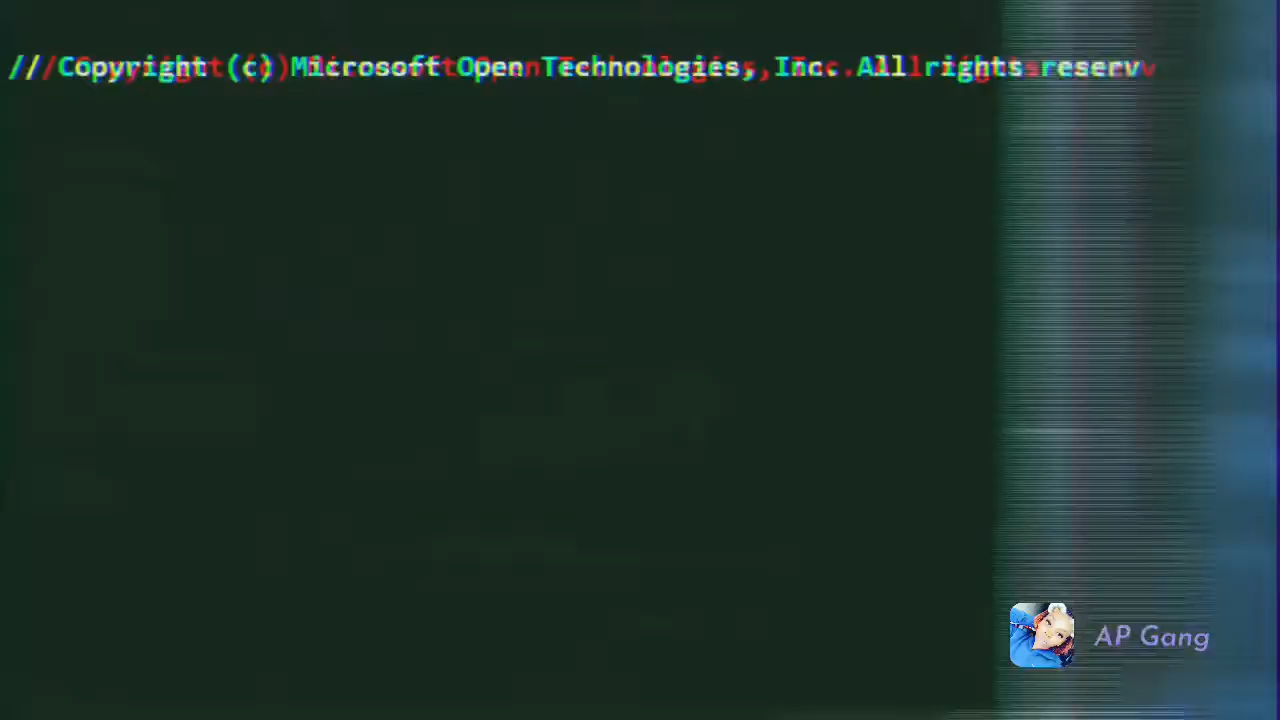 // Copyright (c) Microsoft Open Technologies, Inc. All rights reserv
AP Gang